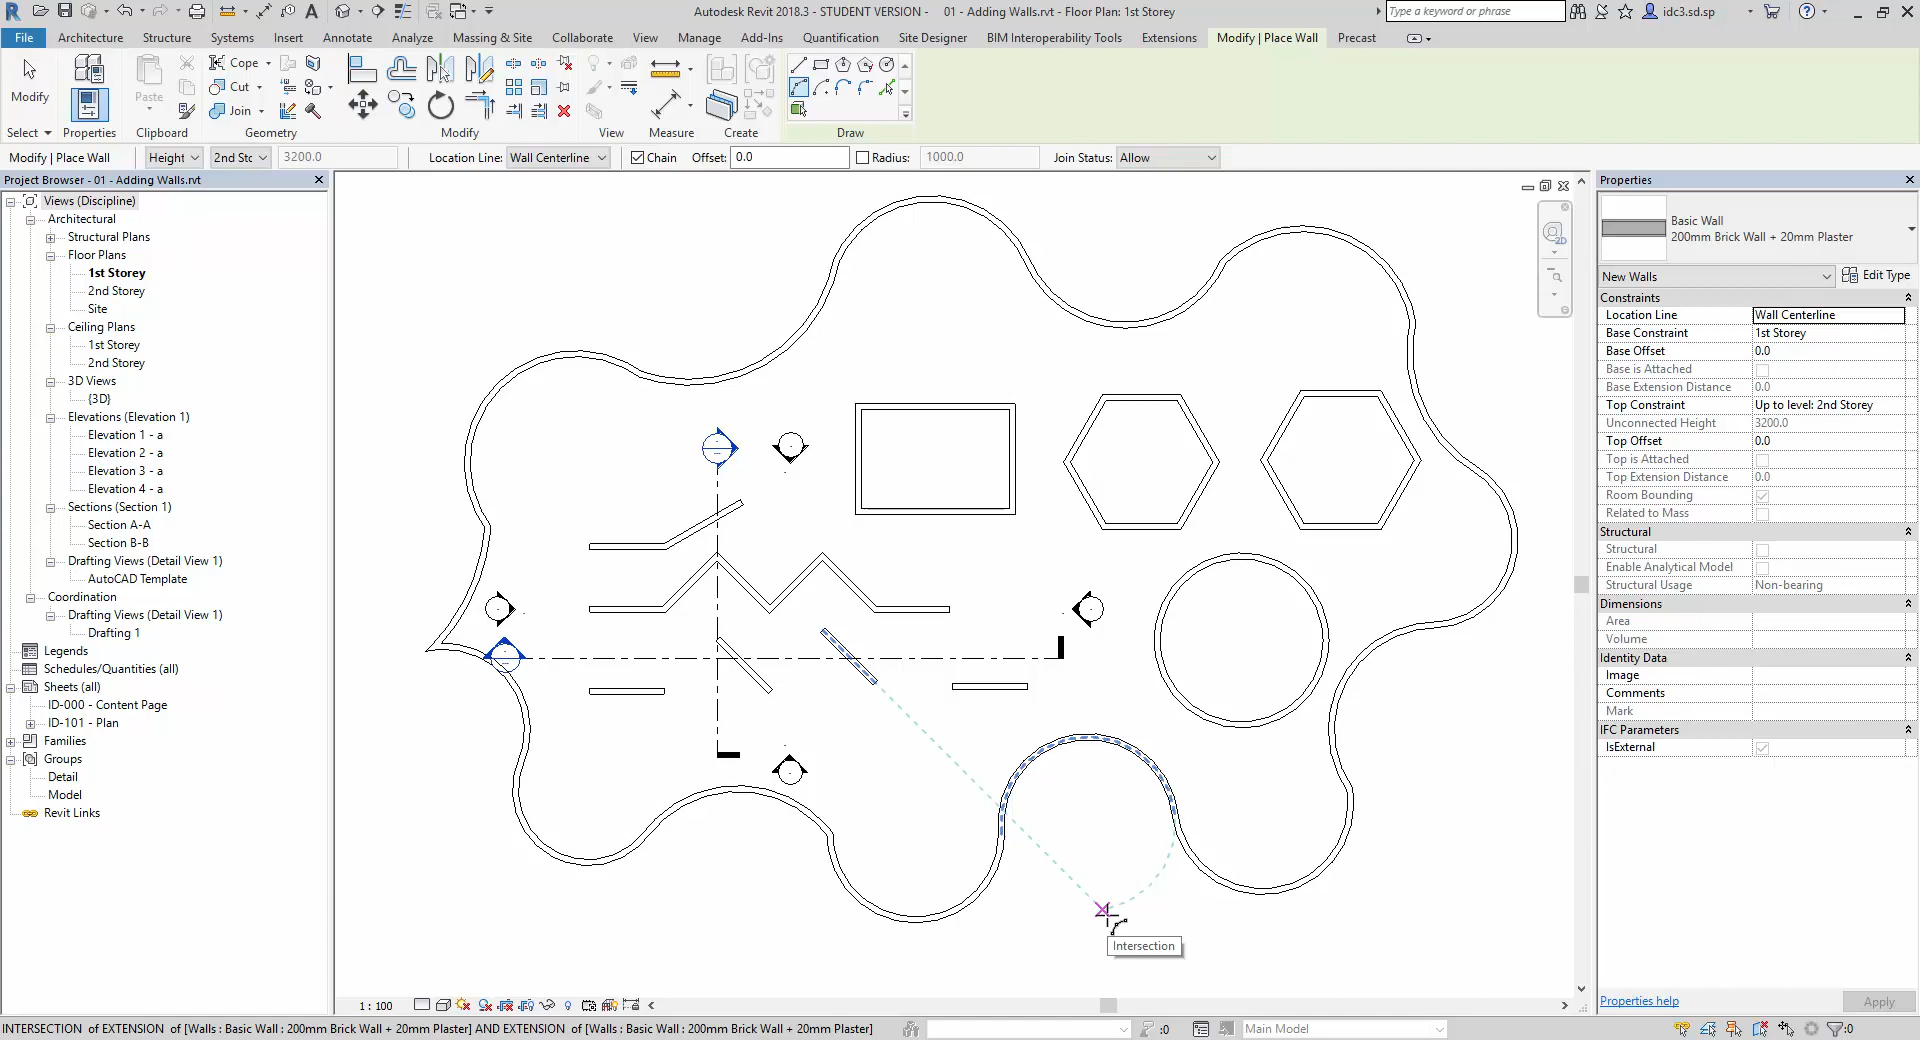 Autodesk Revit 2018.3 - STUDENT VERSION - 01 - Adding Walls.rvt - Floor Plan: 1st Storey
Type a keyword or phrase
idc3.sd.sp
File Architecture Structure Systems Insert Annotate Analyze Massing & Site Collaborate View Manage Add-Ins Quantification Site Designer BIM Interoperability Tools Extensions Modify | Place Wall Precast
Modify
Paste
Cope
Cut
Join
Select Properties Clipboard Geometry Modify View Measure Create Draw
Modify | Place Wall Height 2nd Stc 3200.0 Location Line: Wall Centerline Chain Offset: 0.0 Radius: 1000.0 Join Status: Allow
Project Browser - 01 - Adding Walls.rvt
Views (Discipline)
Architectural
Structural Plans
Floor Plans
1st Storey
2nd Storey
Site
Ceiling Plans
1st Storey
2nd Storey
3D Views
{3D}
Elevations (Elevation 1)
Elevation 1 - a
Elevation 2 - a
Elevation 3 - a
Elevation 4 - a
Sections (Section 1)
Section A-A
Section B-B
Drafting Views (Detail View 1)
AutoCAD Template
Coordination
Drafting Views (Detail View 1)
Drafting 1
Legends
Schedules/Quantities (all)
Sheets (all)
ID-000 - Content Page
ID-101 - Plan
Families
Groups
Detail
Model
Revit Links
2D
Intersection
1 : 100
Properties
Basic Wall
200mm Brick Wall + 20mm Plaster
New Walls Edit Type
Constraints
Location Line Wall Centerline
Base Constraint 1st Storey
Base Offset 0.0
Base is Attached
Base Extension Distance 0.0
Top Constraint Up to level: 2nd Storey
Unconnected Height 3200.0
Top Offset 0.0
Top is Attached
Top Extension Distance 0.0
Room Bounding
Related to Mass
Structural
Structural
Enable Analytical Model
Structural Usage Non-bearing
Dimensions
Area
Volume
Identity Data
Image
Comments
Mark
IFC Parameters
IsExternal
Properties help Apply
INTERSECTION of EXTENSION of [Walls : Basic Wall : 200mm Brick Wall + 20mm Plaster] AND EXTENSION of [Walls : Basic Wall : 200mm Brick Wall + 20mm Plaster] :0 Main Model :0